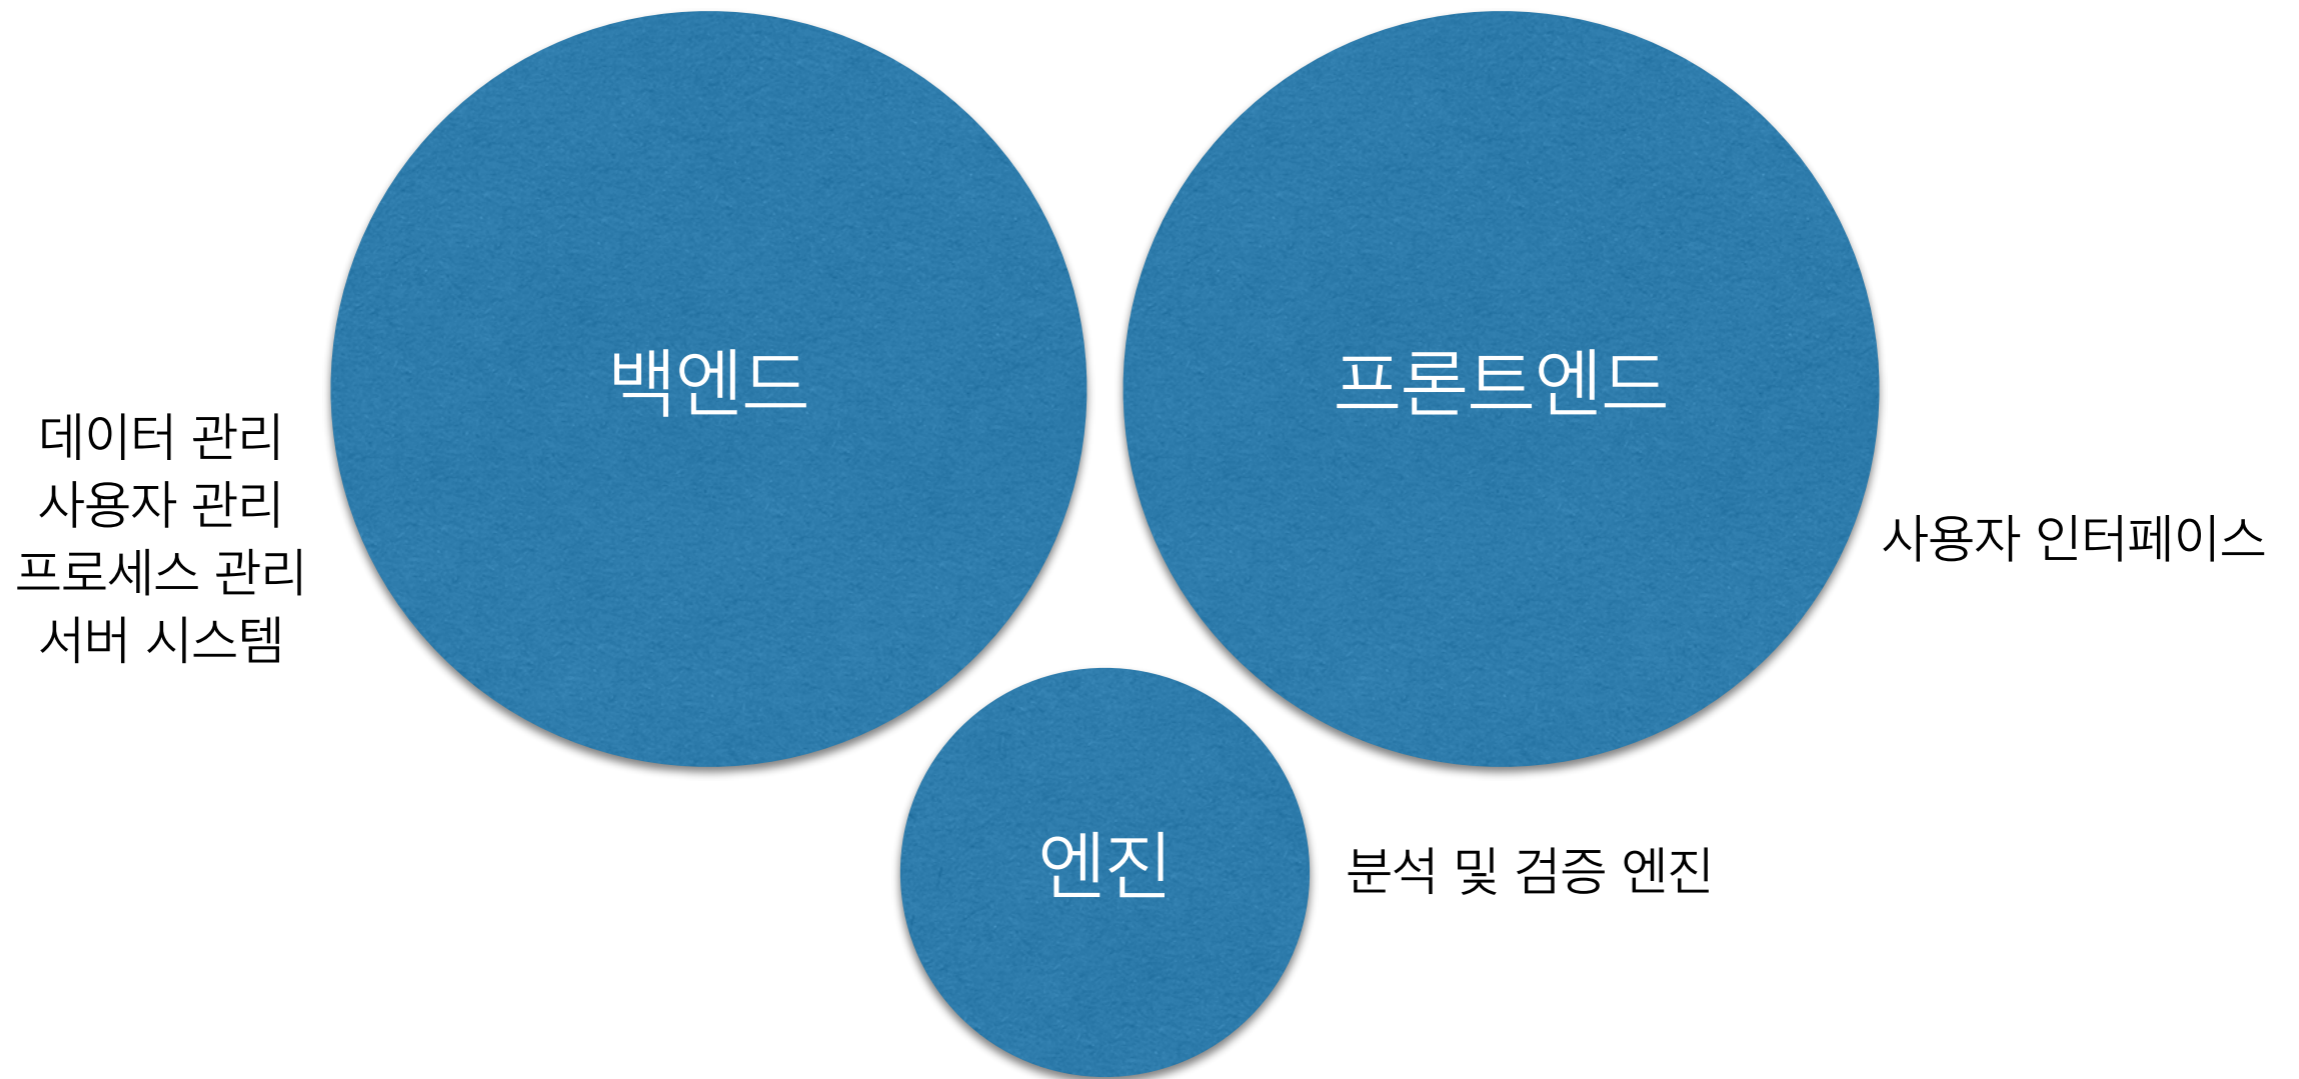 백엔드
프론트엔드
데이터 관리
사용자 관리
프로세스 관리
서버 시스템
사용자 인터페이스
엔진
분석 및 검증 엔진